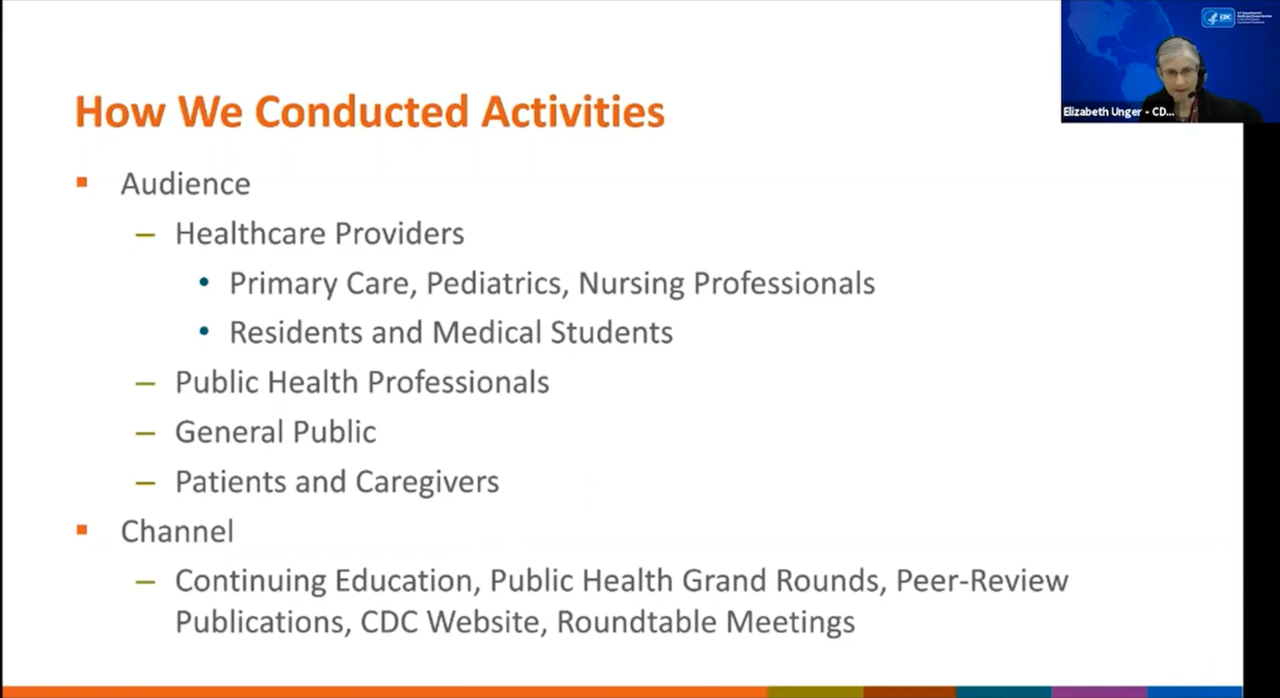 How We Conducted Activities
Audience
Healthcare Providers
Primary Care, Pediatrics, Nursing Professionals
Residents and Medical Students
Public Health Professionals
General Public
Patients and Caregivers
Channel
Continuing Education, Public Health Grand Rounds, Peer-Review
Publications, CDC Website, Roundtable Meetings
CDC
Elizabeth Unger - CD...